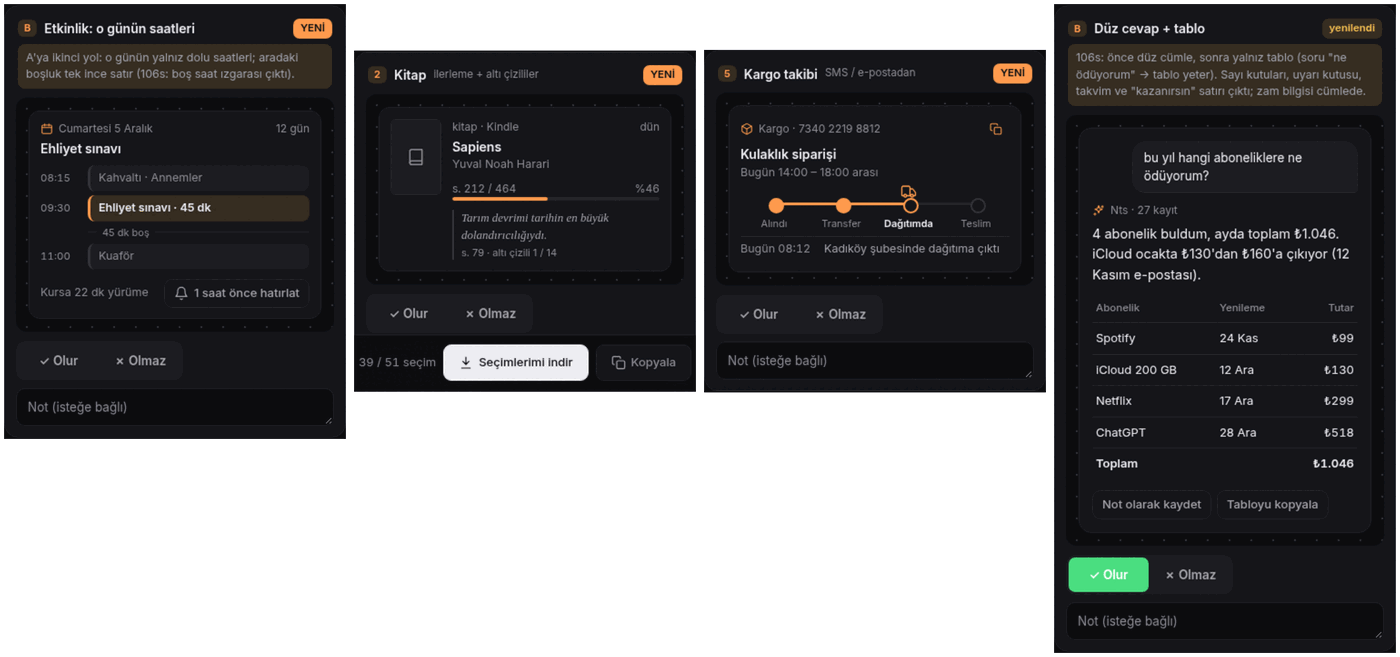 B Etkinlik: o günün saatleri YENİ
A'ya ikinci yol: o günün yalnız dolu saatleri; aradaki
boşluk tek ince satır (106s: boş saat ızgarası çıktı).
Cumartesi 5 Aralık 12 gün
Ehliyet sınavı
08:15 Kahvaltı · Annemler
09:30 Ehliyet sınavı · 45 dk
45 dk boş
11:00 Kuaför
Kursa 22 dk yürüme 1 saat önce hatırlat
✓ Olur × Olmaz
Not (isteğe bağlı)
2 Kitap ilerleme + altı çizililer YENİ
kitap · Kindle dün
Sapiens
Yuval Noah Harari
s. 212 / 464 %46
Tarım devrimi tarihin en büyük
dolandırıcılığıydı.
s. 79 · altı çizili 1 / 14
✓ Olur × Olmaz
39 / 51 seçim Seçimlerimi indir Kopyala
5 Kargo takibi SMS / e-postadan YENİ
Kargo · 7340 2219 8812
Kulaklık siparişi
Bugün 14:00 – 18:00 arası
Alındı Transfer Dağıtımda Teslim
Bugün 08:12 Kadıköy şubesinde dağıtıma çıktı
✓ Olur × Olmaz
Not (isteğe bağlı)
B Düz cevap + tablo yenilendi
106s: önce düz cümle, sonra yalnız tablo (soru "ne
ödüyorum" → tablo yeter). Sayı kutuları, uyarı kutusu,
takvim ve "kazanırsın" satırı çıktı; zam bilgisi cümlede.
bu yıl hangi aboneliklere ne
ödüyorum?
Nts · 27 kayıt
4 abonelik buldum, ayda toplam ₺1.046.
iCloud ocakta ₺130'dan ₺160'a çıkıyor (12
Kasım e-postası).
Abonelik Yenileme Tutar
Spotify 24 Kas ₺99
iCloud 200 GB 12 Ara ₺130
Netflix 17 Ara ₺299
ChatGPT 28 Ara ₺518
Toplam ₺1.046
Not olarak kaydet Tabloyu kopyala
✓ Olur × Olmaz
Not (isteğe bağlı)